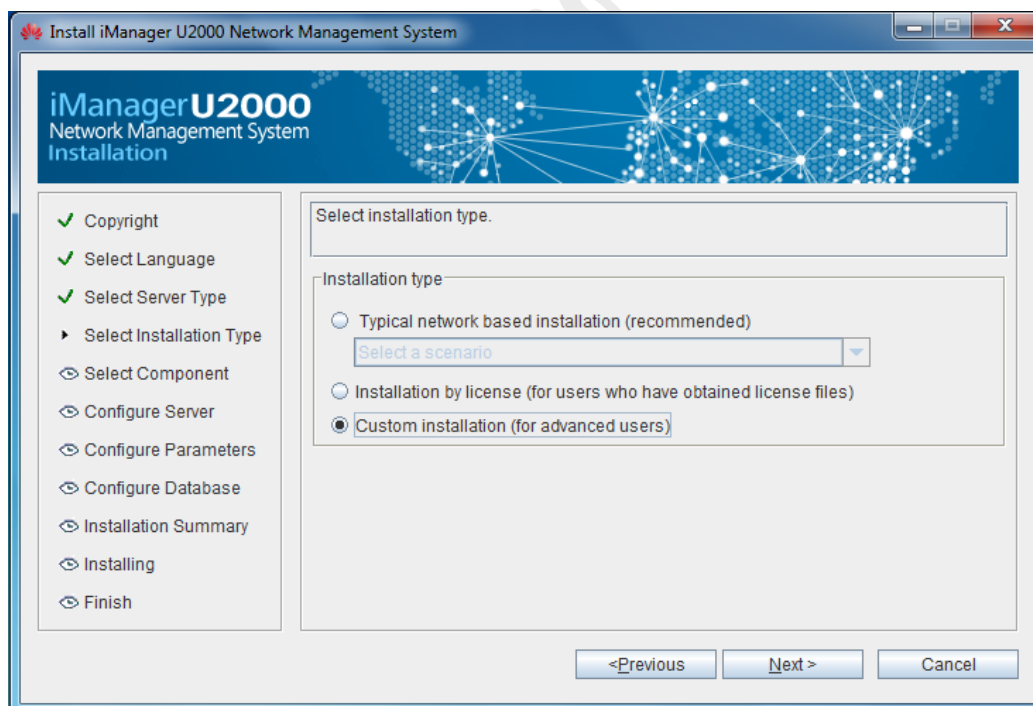 Install iManager U2000 Network Management System
iManager U2000
Network Management System
Installation
Copyright
Select Language
Select Server Type
Select Installation Type
Select Component
Configure Server
Configure Parameters
Configure Database
Installation Summary
Installing
Finish
Select installation type.
Installation type
Typical network based installation (recommended)
Select a scenario
Installation by license (for users who have obtained license files)
Custom installation (for advanced users)
<Previous
Next >
Cancel